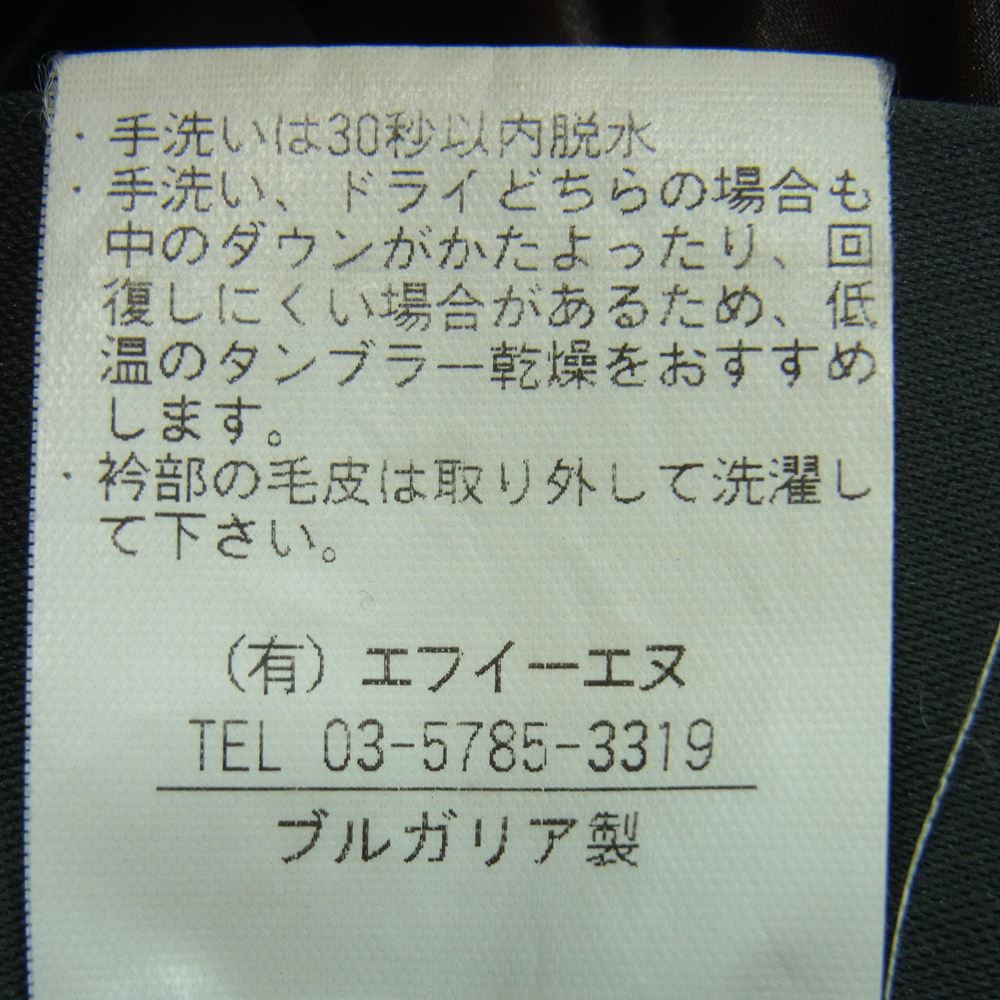 ・手洗いは30秒以内脱水
・手洗い、ドライどちらの場合も
中のダウンがかたよったり、回
復しにくい場合があるため、低
温のタンブラー乾燥をおすすめ
します。
・衿部の毛皮は取り外して洗濯し
て下さい。
(有)エフイーエヌ
TEL 03-5785-3319
ブルガリア製